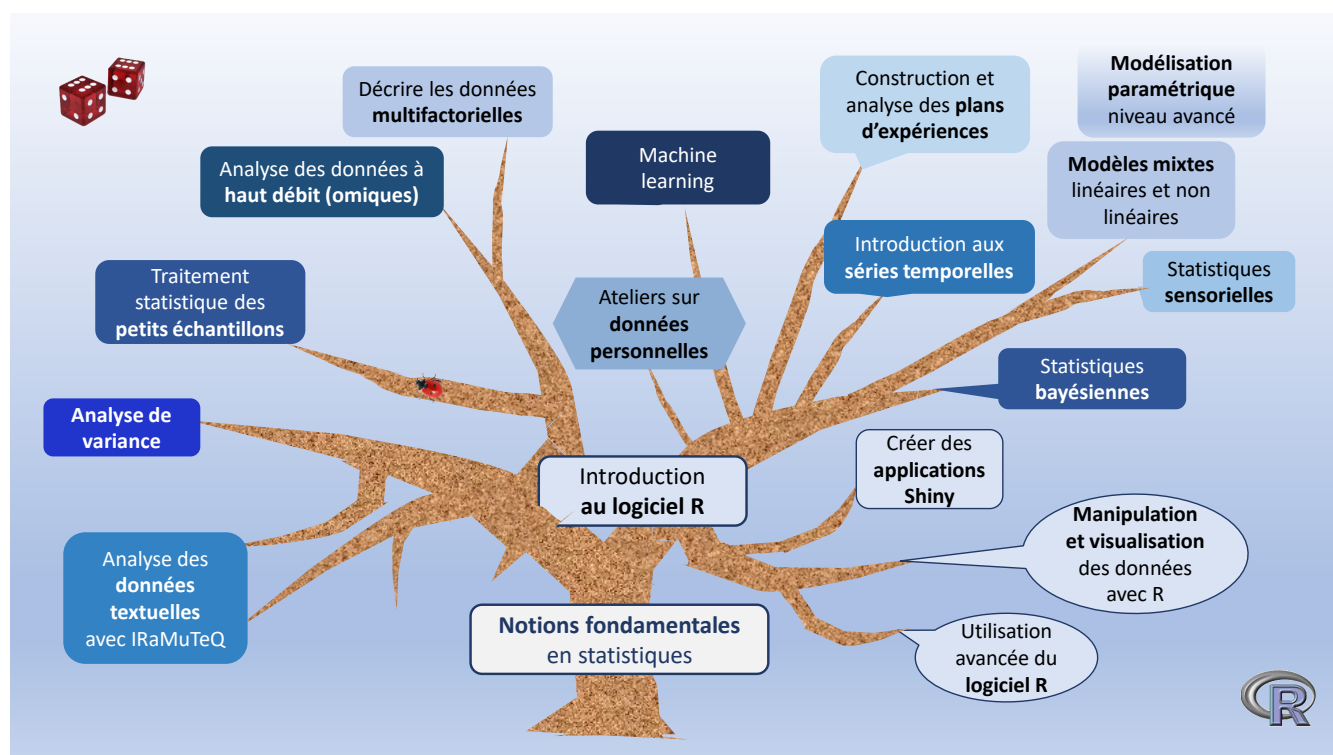 Décrire les données
multifactorielles
Construction et
analyse des plans
d’expériences
Modélisation
paramétrique
niveau avancé
Analyse des données à
haut débit (omiques)
Machine
learning
Modèles mixtes
linéaires et non
linéaires
Traitement
statistique des
petits échantillons
Ateliers sur
données
personnelles
Introduction aux
séries temporelles
Statistiques
sensorielles
Analyse de
variance
Statistiques
bayésiennes
Introduction
au logiciel R
Créer des
applications
Shiny
Analyse des
données
textuelles
avec IRaMuTeQ
Manipulation
et visualisation
des données
avec R
Notions fondamentales
en statistiques
Utilisation
avancée du
logiciel R
R